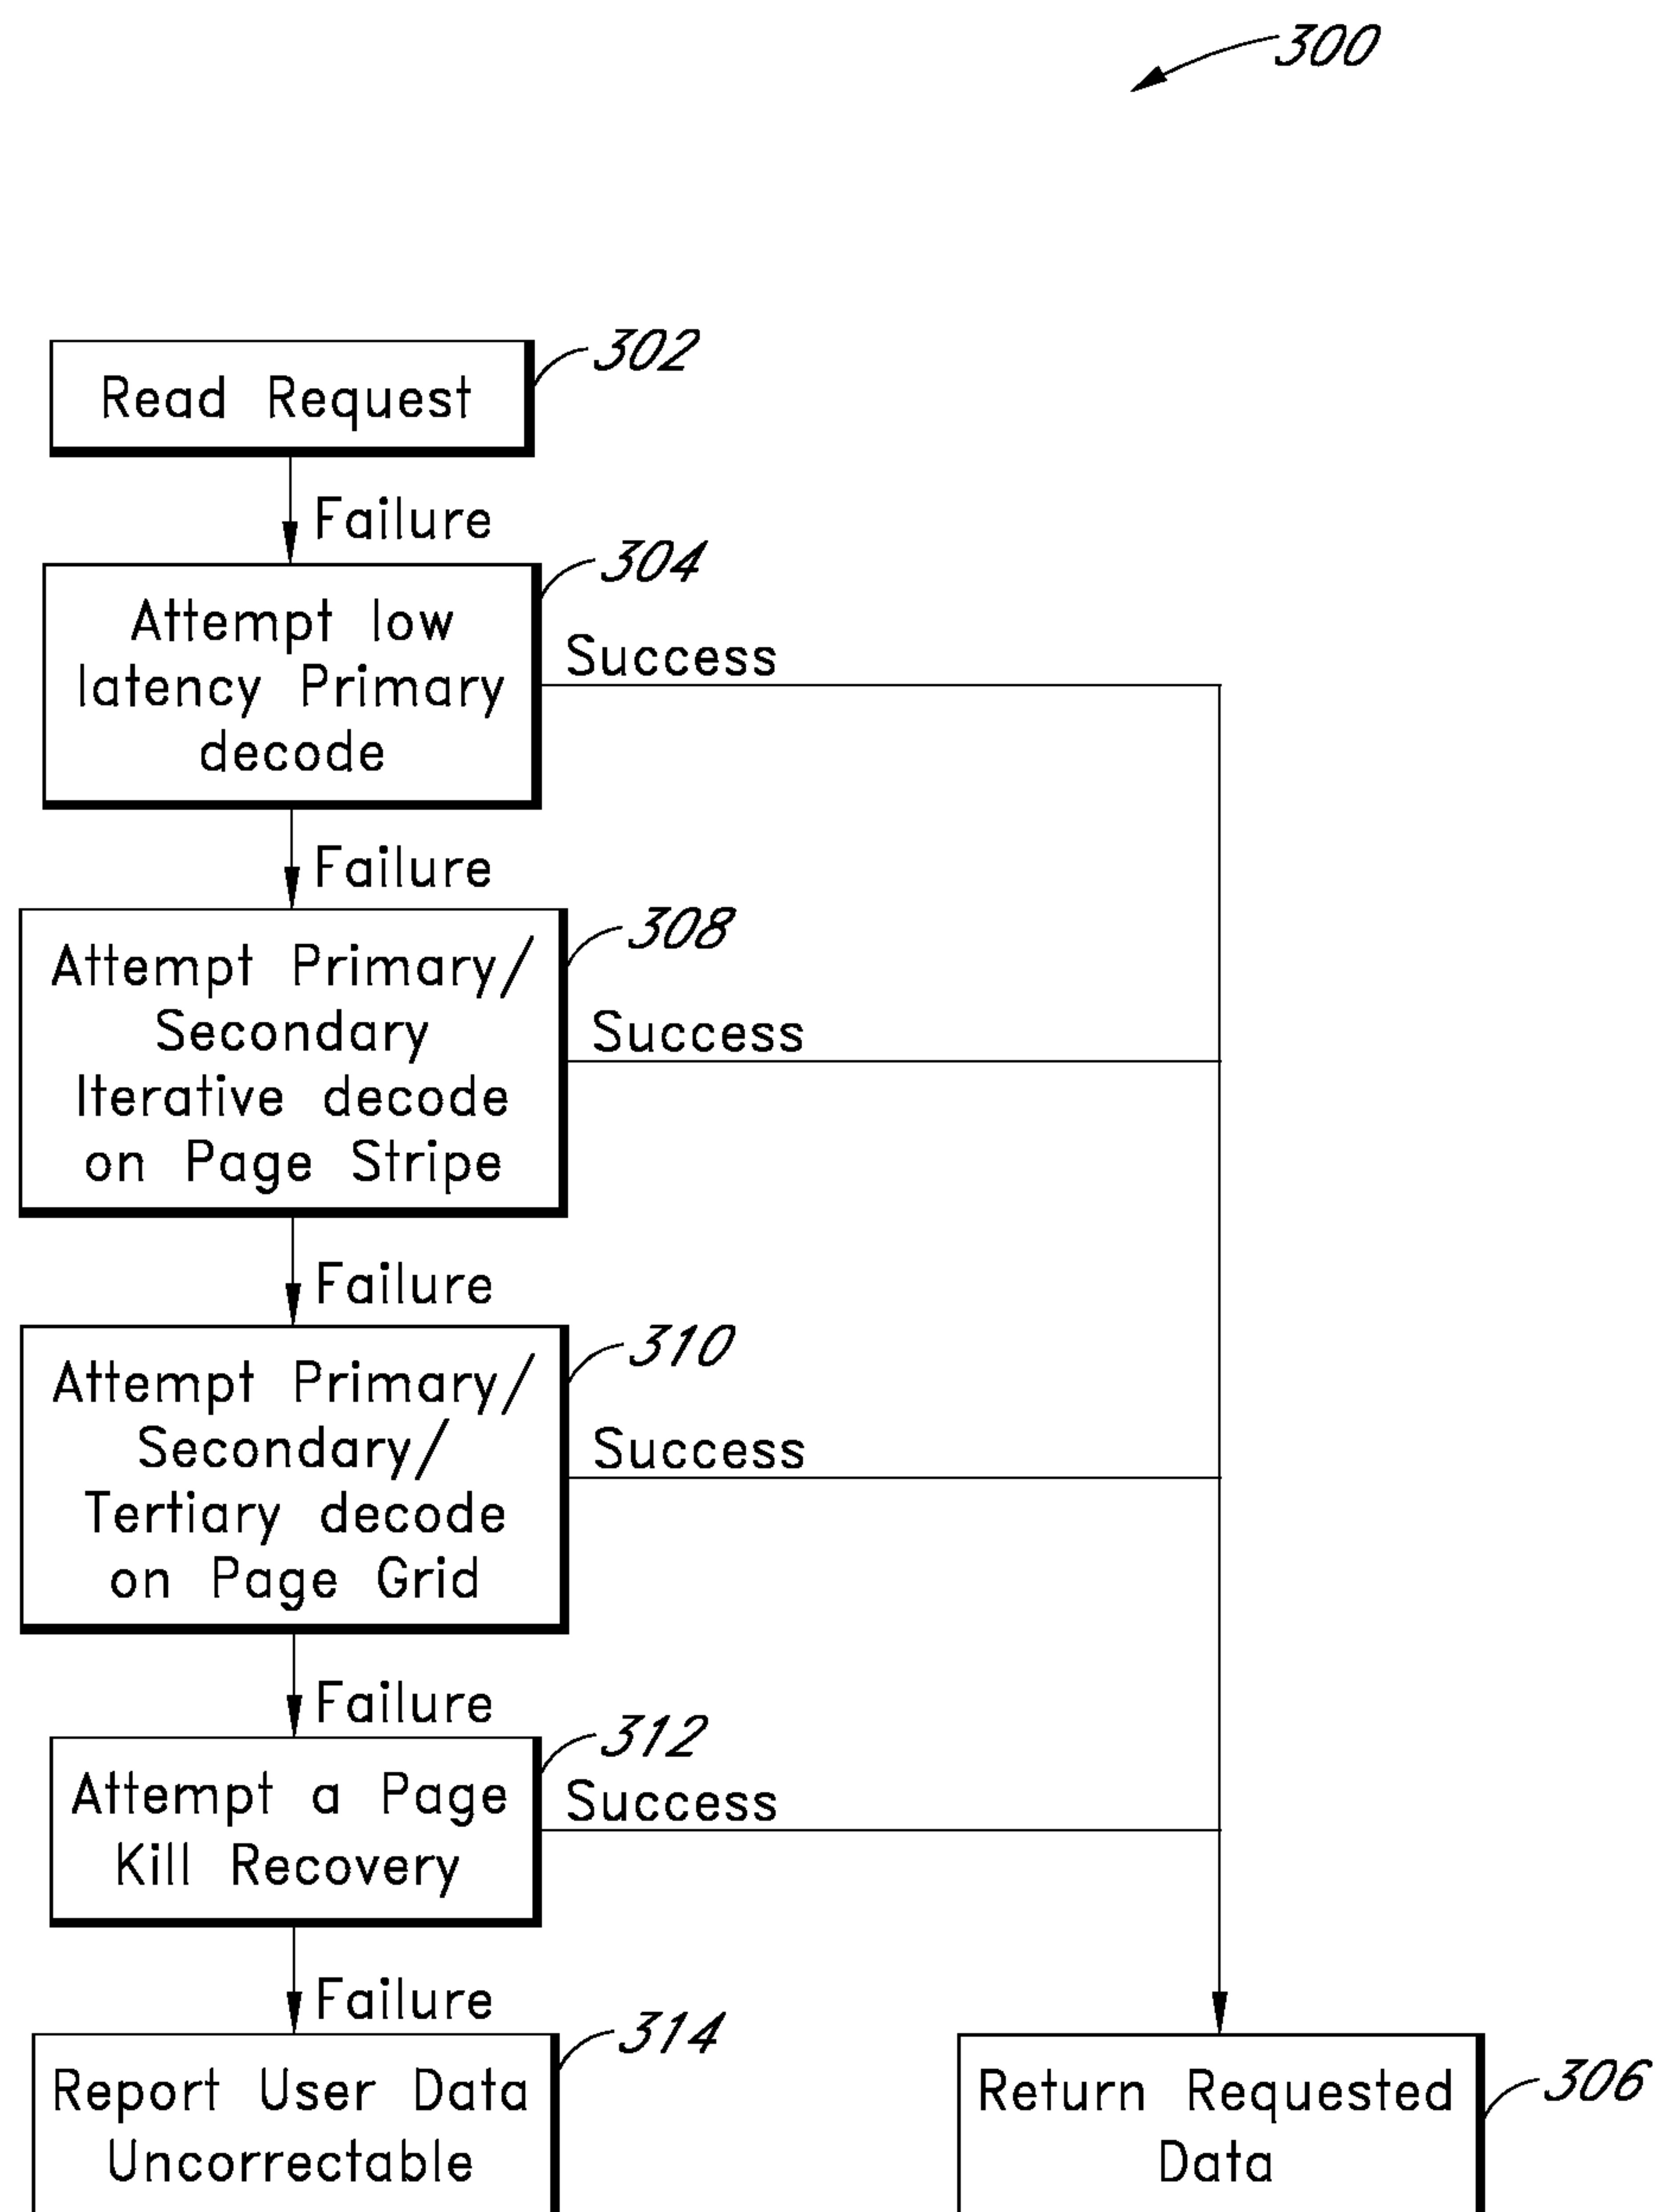 300
302
Read Request
Failure
304
Attempt low
latency Primary
decode
Success
Failure
308
Attempt Primary/
Secondary
Iterative decode
on Page Stripe
Success
Failure
310
Attempt Primary/
Secondary/
Tertiary decode
on Page Grid
Success
Failure
312
Attempt a Page
Kill Recovery
Success
Failure
314
Report User Data
Uncorrectable
306
Return Requested
Data